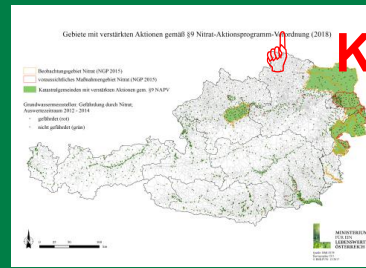 Gebiete mit verstärkten Aktionen gemäß §9 Nitrat-Aktionsprogramm-Verordnung (2018)
K
Beobachtungsgebiet Nitrat (NGP 2015)
voraussichtliches Maßnahmengebiet Nitrat (NGP 2015)
Katastralgemeinden mit verstärkten Aktionen gem. §9 NAPV
Grundwassermessstellen: Gefährdung durch Nitrat,
Auswertezeitraum 2012 - 2014
gefährdet (rot)
nicht gefährdet (grün)
MINISTERIUM
FÜR EIN
LEBENSWERTES
ÖSTERREICH